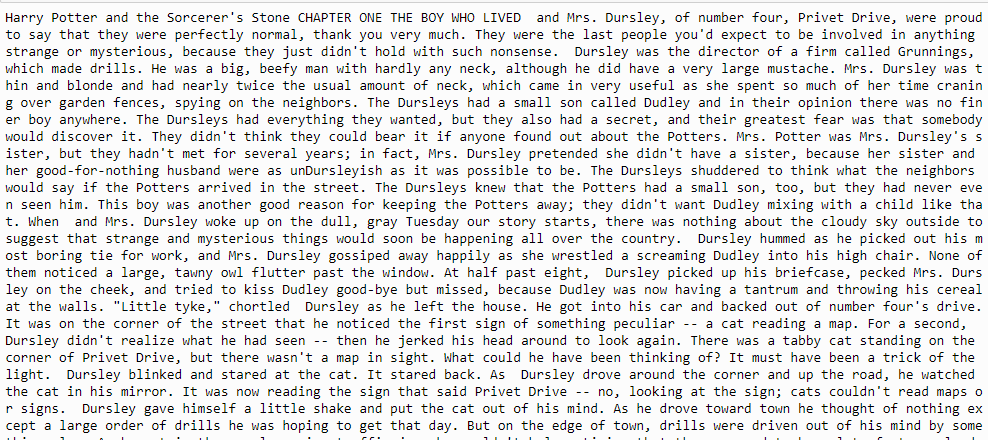 Harry Potter and the Sorcerer's Stone CHAPTER ONE THE BOY WHO LIVED  and Mrs. Dursley, of number four, Privet Drive, were proud
to say that they were perfectly normal, thank you very much. They were the last people you'd expect to be involved in anything
strange or mysterious, because they just didn't hold with such nonsense.  Dursley was the director of a firm called Grunnings,
which made drills. He was a big, beefy man with hardly any neck, although he did have a very large mustache. Mrs. Dursley was t
hin and blonde and had nearly twice the usual amount of neck, which came in very useful as she spent so much of her time cranin
g over garden fences, spying on the neighbors. The Dursleys had a small son called Dudley and in their opinion there was no fin
er boy anywhere. The Dursleys had everything they wanted, but they also had a secret, and their greatest fear was that somebody
would discover it. They didn't think they could bear it if anyone found out about the Potters. Mrs. Potter was Mrs. Dursley's s
ister, but they hadn't met for several years; in fact, Mrs. Dursley pretended she didn't have a sister, because her sister and
her good-for-nothing husband were as unDursleyish as it was possible to be. The Dursleys shuddered to think what the neighbors
would say if the Potters arrived in the street. The Dursleys knew that the Potters had a small son, too, but they had never eve
n seen him. This boy was another good reason for keeping the Potters away; they didn't want Dudley mixing with a child like tha
t. When  and Mrs. Dursley woke up on the dull, gray Tuesday our story starts, there was nothing about the cloudy sky outside to
suggest that strange and mysterious things would soon be happening all over the country.  Dursley hummed as he picked out his m
ost boring tie for work, and Mrs. Dursley gossiped away happily as she wrestled a screaming Dudley into his high chair. None of
them noticed a large, tawny owl flutter past the window. At half past eight,  Dursley picked up his briefcase, pecked Mrs. Durs
ley on the cheek, and tried to kiss Dudley good-bye but missed, because Dudley was now having a tantrum and throwing his cereal
at the walls. "Little tyke," chortled  Dursley as he left the house. He got into his car and backed out of number four's drive.
It was on the corner of the street that he noticed the first sign of something peculiar -- a cat reading a map. For a second,
Dursley didn't realize what he had seen -- then he jerked his head around to look again. There was a tabby cat standing on the
corner of Privet Drive, but there wasn't a map in sight. What could he have been thinking of? It must have been a trick of the
light.  Dursley blinked and stared at the cat. It stared back. As  Dursley drove around the corner and up the road, he watched
the cat in his mirror. It was now reading the sign that said Privet Drive -- no, looking at the sign; cats couldn't read maps o
r signs.  Dursley gave himself a little shake and put the cat out of his mind. As he drove toward town he thought of nothing ex
cept a large order of drills he was hoping to get that day. But on the edge of town, drills were driven out of his mind by some